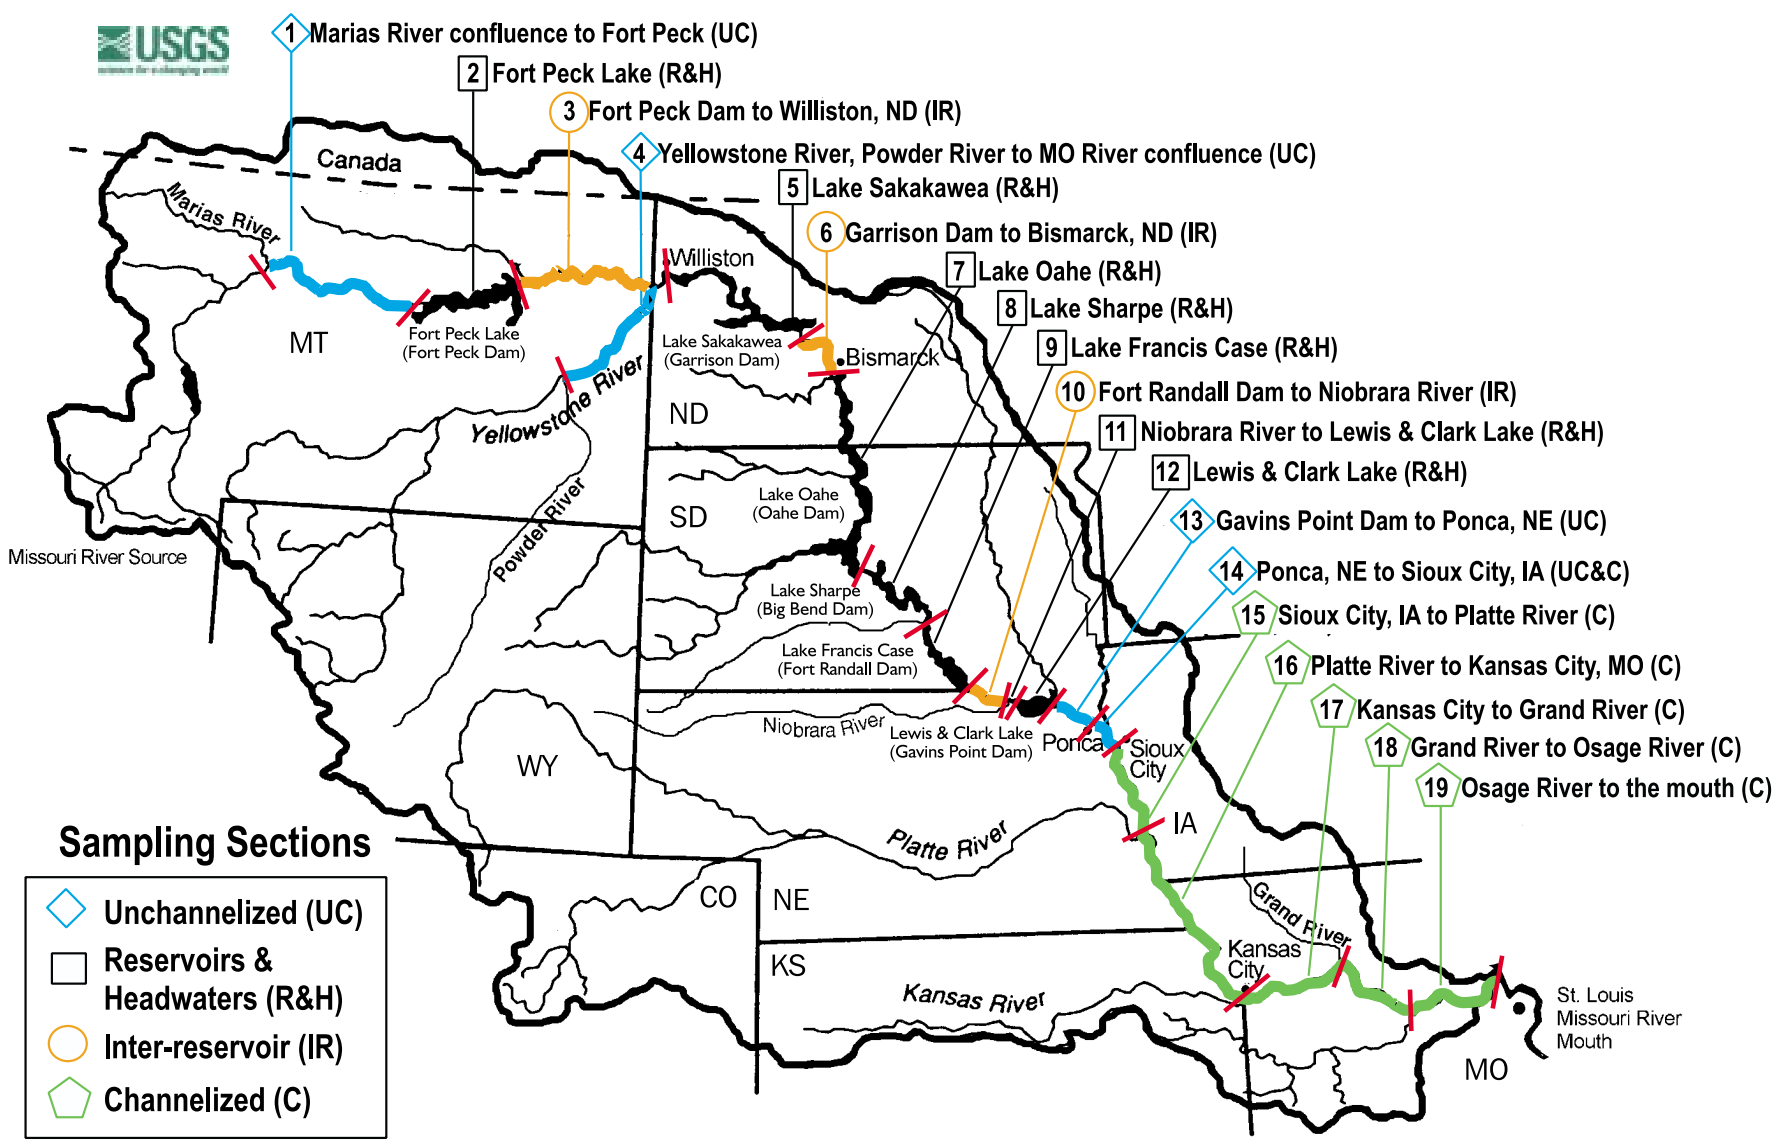 USGS
science for a changing world
1 Marias River confluence to Fort Peck (UC)
2 Fort Peck Lake (R&H)
3 Fort Peck Dam to Williston, ND (IR)
4 Yellowstone River, Powder River to MO River confluence (UC)
5 Lake Sakakawea (R&H)
6 Garrison Dam to Bismarck, ND (IR)
7 Lake Oahe (R&H)
8 Lake Sharpe (R&H)
9 Lake Francis Case (R&H)
10 Fort Randall Dam to Niobrara River (IR)
11 Niobrara River to Lewis & Clark Lake (R&H)
12 Lewis & Clark Lake (R&H)
13 Gavins Point Dam to Ponca, NE (UC)
14 Ponca, NE to Sioux City, IA (UC&C)
15 Sioux City, IA to Platte River (C)
16 Platte River to Kansas City, MO (C)
17 Kansas City to Grand River (C)
18 Grand River to Osage River (C)
19 Osage River to the mouth (C)
Canada
Marias River
Williston
MT
Fort Peck Lake
(Fort Peck Dam)
Lake Sakakawea
(Garrison Dam)
Bismarck
Yellowstone River
ND
Powder River
Lake Oahe
(Oahe Dam)
SD
Missouri River Source
Lake Sharpe
(Big Bend Dam)
Lake Francis Case
(Fort Randall Dam)
Niobrara River
Lewis & Clark Lake
(Gavins Point Dam)
Ponca
Sioux
City
WY
Platte River
IA
CO
NE
Grand River
KS
Kansas
City
Kansas River
St. Louis
Missouri River
Mouth
MO
Sampling Sections
Unchannelized (UC)
Reservoirs &
Headwaters (R&H)
Inter-reservoir (IR)
Channelized (C)